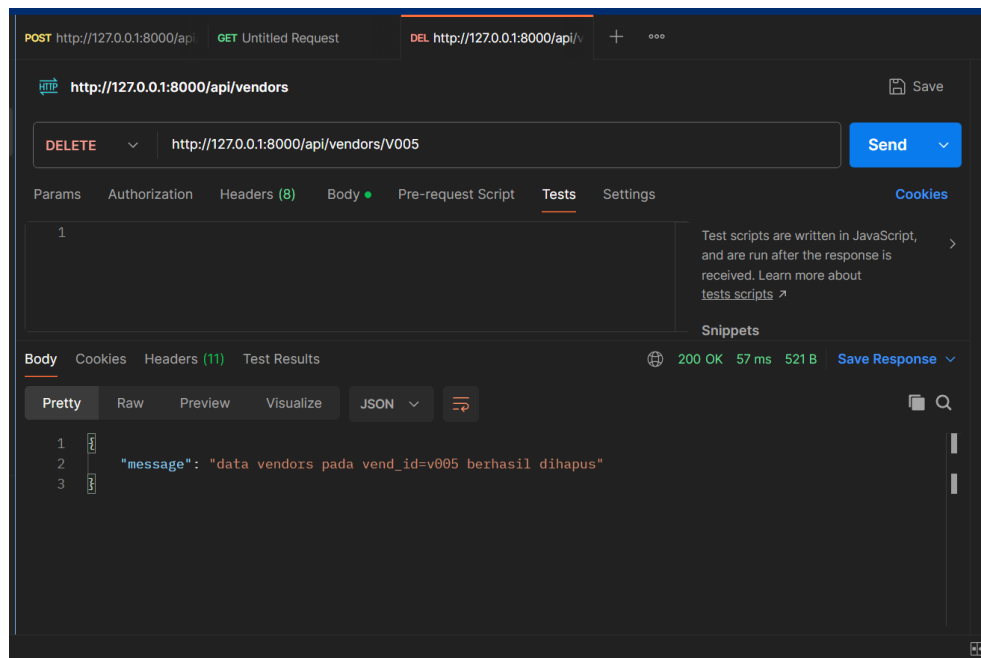 POST http://127.0.0.1:8000/api/ GET Untitled Request DEL http://127.0.0.1:8000/api/v
HTTP http://127.0.0.1:8000/api/vendors Save
DELETE http://127.0.0.1:8000/api/vendors/V005 Send
Params Authorization Headers (8) Body Pre-request Script Tests Settings Cookies
1
Test scripts are written in JavaScript,
and are run after the response is
received. Learn more about
tests scripts ↗
Snippets
Body Cookies Headers (11) Test Results 200 OK 57 ms 521 B Save Response
Pretty Raw Preview Visualize JSON
1 {
2 "message": "data vendors pada vend_id=v005 berhasil dihapus"
3 }